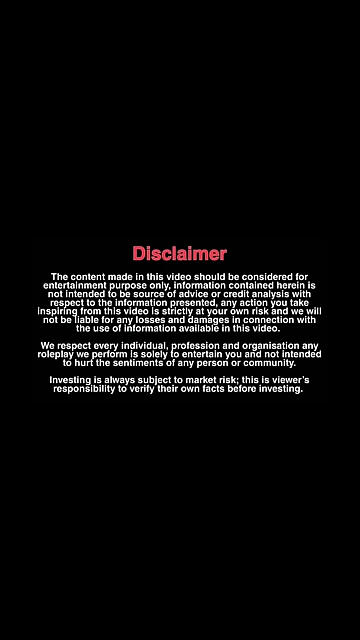 Disclaimer
The content made in this video should be considered for
entertainment purpose only, information contained herein is
not intended to be source of advice or credit analysis with
respect to the information presented, any action you take
inspiring from this video is strictly at your own risk and we will
not be liable for any losses and damages in connection with
the use of information available in this video.
We respect every individual, profession and organisation any
roleplay we perform is solely to entertain you and not intended
to hurt the sentiments of any person or community.
Investing is always subject to market risk; this is viewer's
responsibility to verify their own facts before investing.